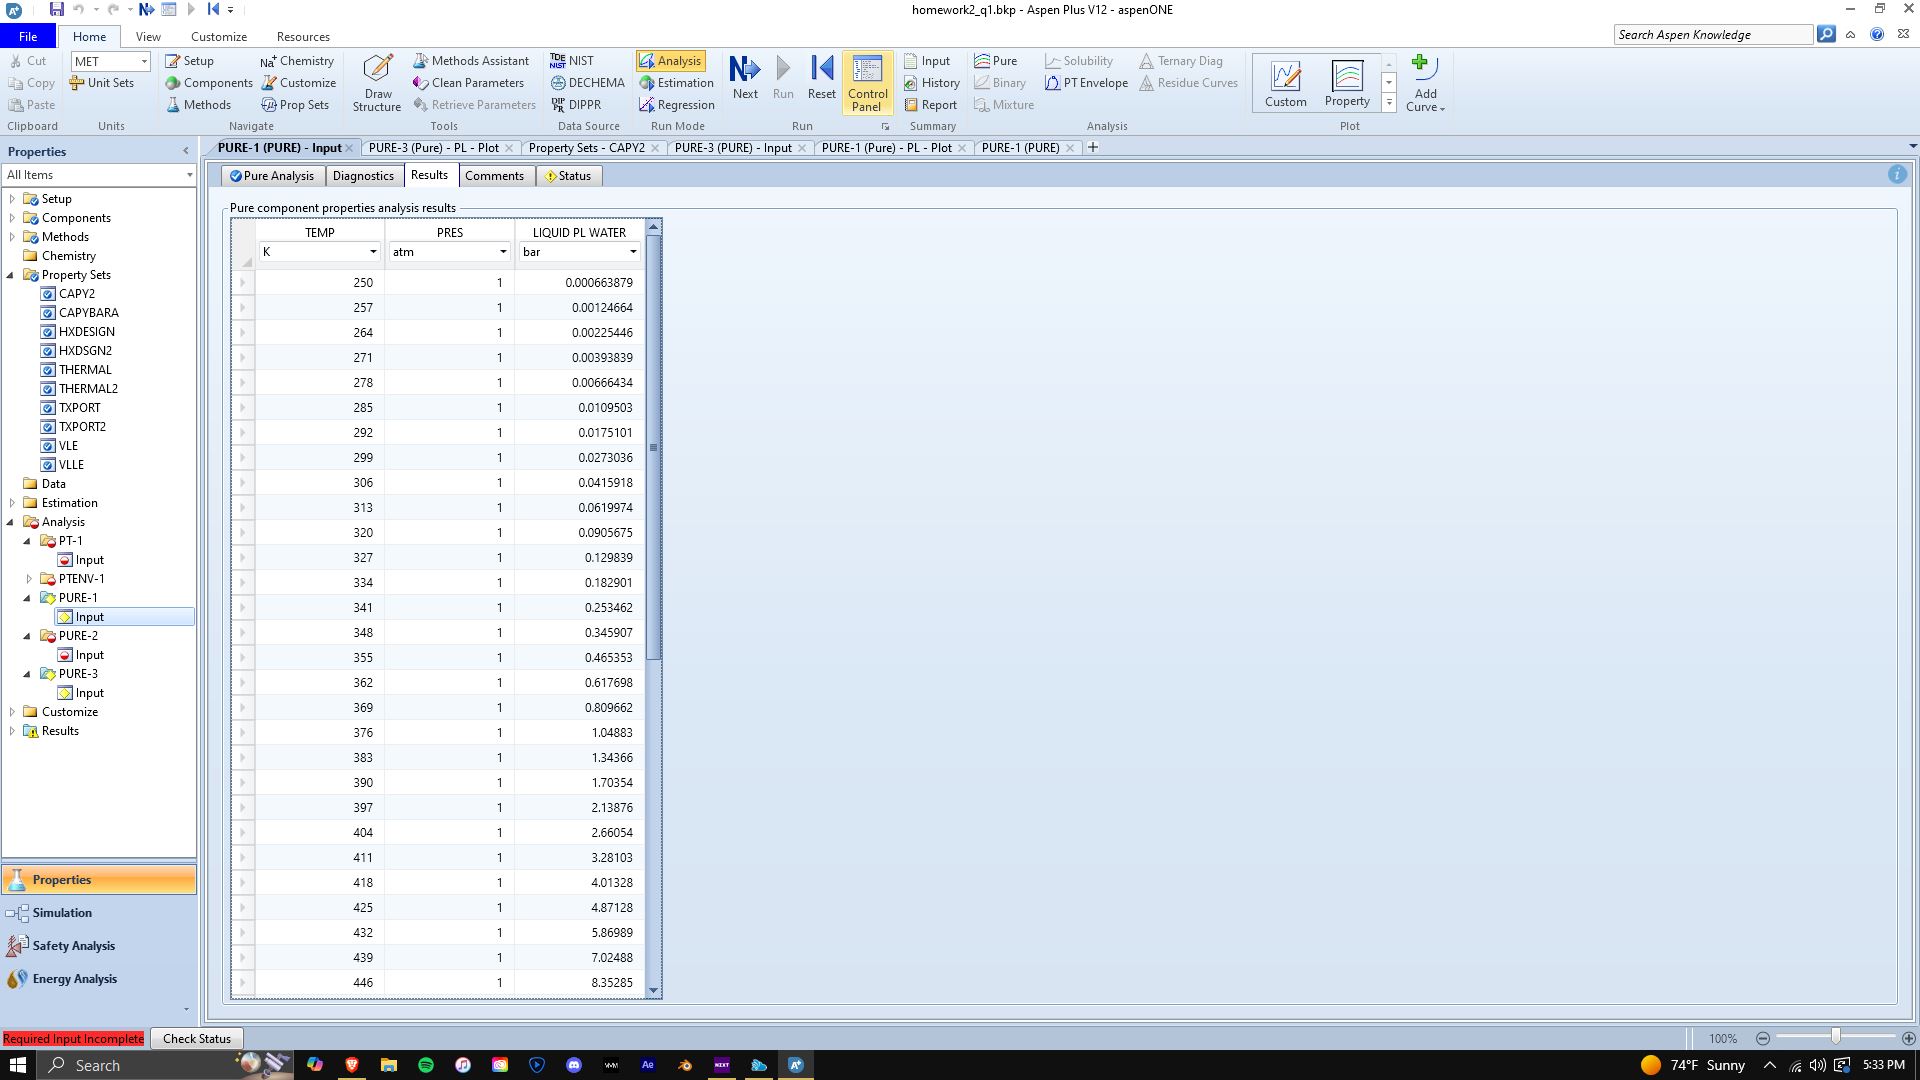 homework2_q1.bkp - Aspen Plus V12 - aspenONE
File Home View Customize Resources
Search Aspen Knowledge
Cut
Copy
Paste
Clipboard
MET
Unit Sets
Units
Setup
Components
Methods
Chemistry
Customize
Prop Sets
Navigate
Draw Structure
Methods Assistant
Clean Parameters
Retrieve Parameters
Tools
NIST
DECHEMA
DIPPR
Data Source
Analysis
Estimation
Regression
Run Mode
Next
Run
Reset
Control Panel
Run
Input
History
Report
Summary
Pure
Binary
Mixture
Solubility
PT Envelope
Ternary Diag
Residue Curves
Analysis
Custom
Property
Add Curve
Plot
Properties
All Items
Setup
Components
Methods
Chemistry
Property Sets
CAPY2
CAPYBARA
HXDESIGN
HXDSGN2
THERMAL
THERMAL2
TXPORT
TXPORT2
VLE
VLLE
Data
Estimation
Analysis
PT-1
Input
PTENV-1
PURE-1
Input
PURE-2
Input
PURE-3
Input
Customize
Results
Properties
Simulation
Safety Analysis
Energy Analysis
PURE-1 (PURE) - Input
PURE-3 (Pure) - PL - Plot
Property Sets - CAPY2
PURE-3 (PURE) - Input
PURE-1 (Pure) - PL - Plot
PURE-1 (PURE)
Pure Analysis
Diagnostics
Results
Comments
Status
Pure component properties analysis results
TEMP PRES LIQUID PL WATER
K atm bar
250 1 0.000663879
257 1 0.00124664
264 1 0.00225446
271 1 0.00393839
278 1 0.00666434
285 1 0.0109503
292 1 0.0175101
299 1 0.0273036
306 1 0.0415918
313 1 0.0619974
320 1 0.0905675
327 1 0.129839
334 1 0.182901
341 1 0.253462
348 1 0.345907
355 1 0.465353
362 1 0.617698
369 1 0.809662
376 1 1.04883
383 1 1.34366
390 1 1.70354
397 1 2.13876
404 1 2.66054
411 1 3.28103
418 1 4.01328
425 1 4.87128
432 1 5.86989
439 1 7.02488
446 1 8.35285
Required Input Incomplete
Check Status
100%
Search
74°F Sunny
5:33 PM